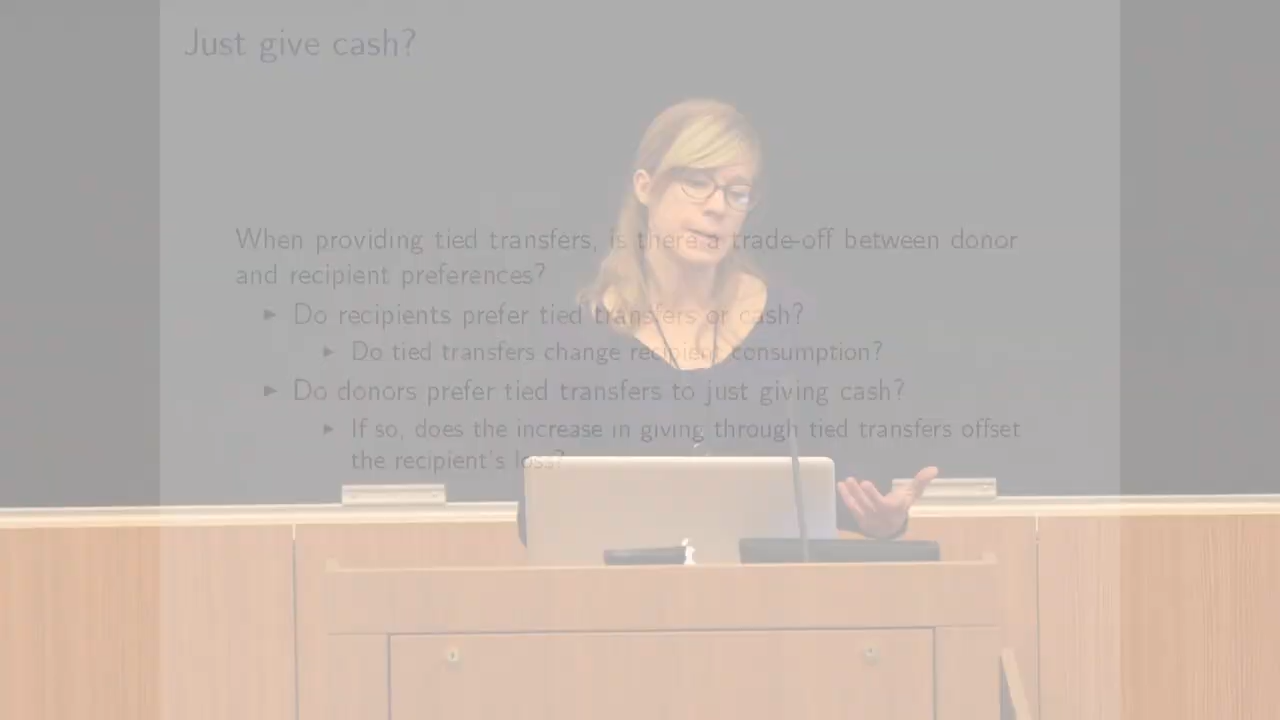 Just give cash?
When providing tied transfers, is there a trade-off between donor
and recipient preferences?
► Do recipients prefer tied transfers or cash?
► Do tied transfers change recipient consumption?
► Do donors prefer tied transfers to just giving cash?
► If so, does the increase in giving through tied transfers offset
the recipient's loss?